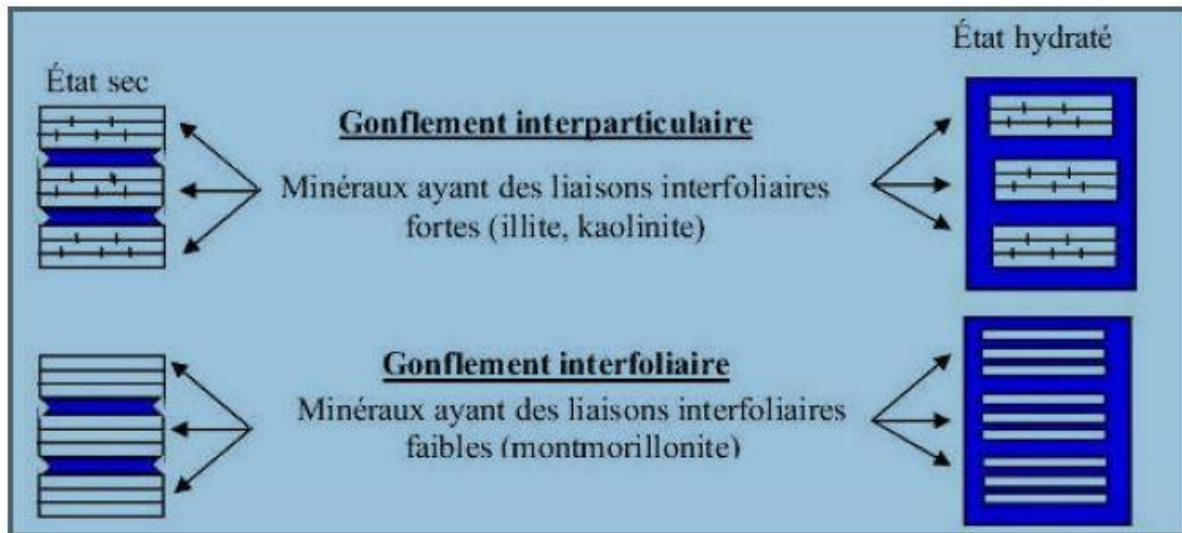 État hydraté
État sec
Gonflement interparticulaire
Minéraux ayant des liaisons interfoliaires
fortes (illite, kaolinite)
Gonflement interfoliaire
Minéraux ayant des liaisons interfoliaires
faibles (montmorillonite)